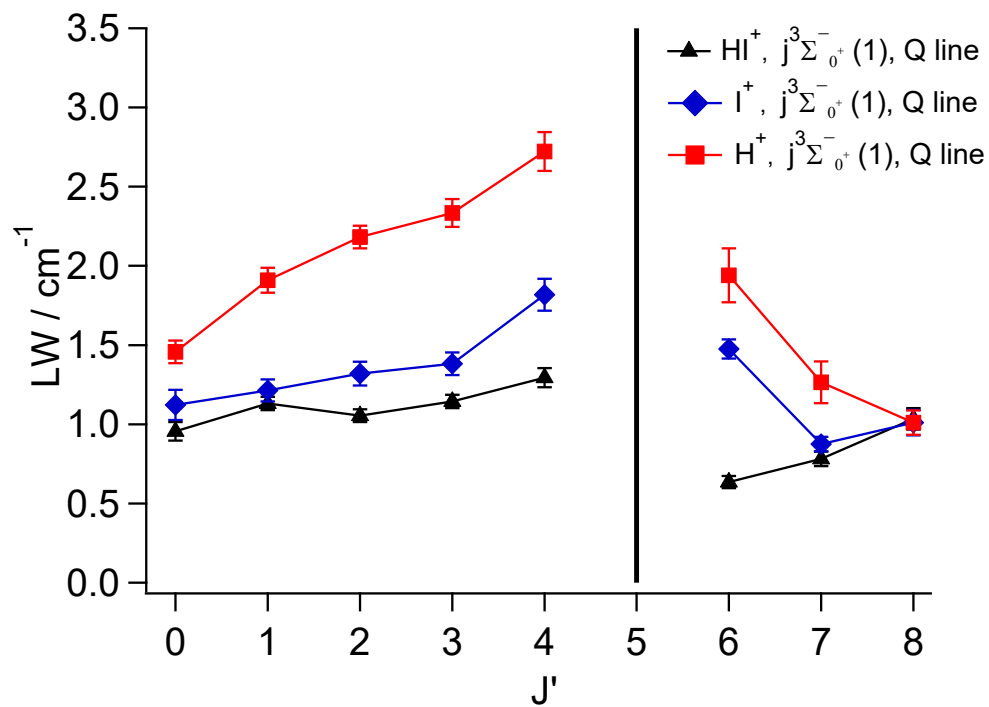 3.5
3.0
2.5
2.0
1.5
1.0
0.5
0.0
LW / cm⁻¹
0 1 2 3 4 5 6 7 8
J'
HI⁺, j³Σ⁻₀⁺ (1), Q line
I⁺, j³Σ⁻₀⁺ (1), Q line
H⁺, j³Σ⁻₀⁺ (1), Q line